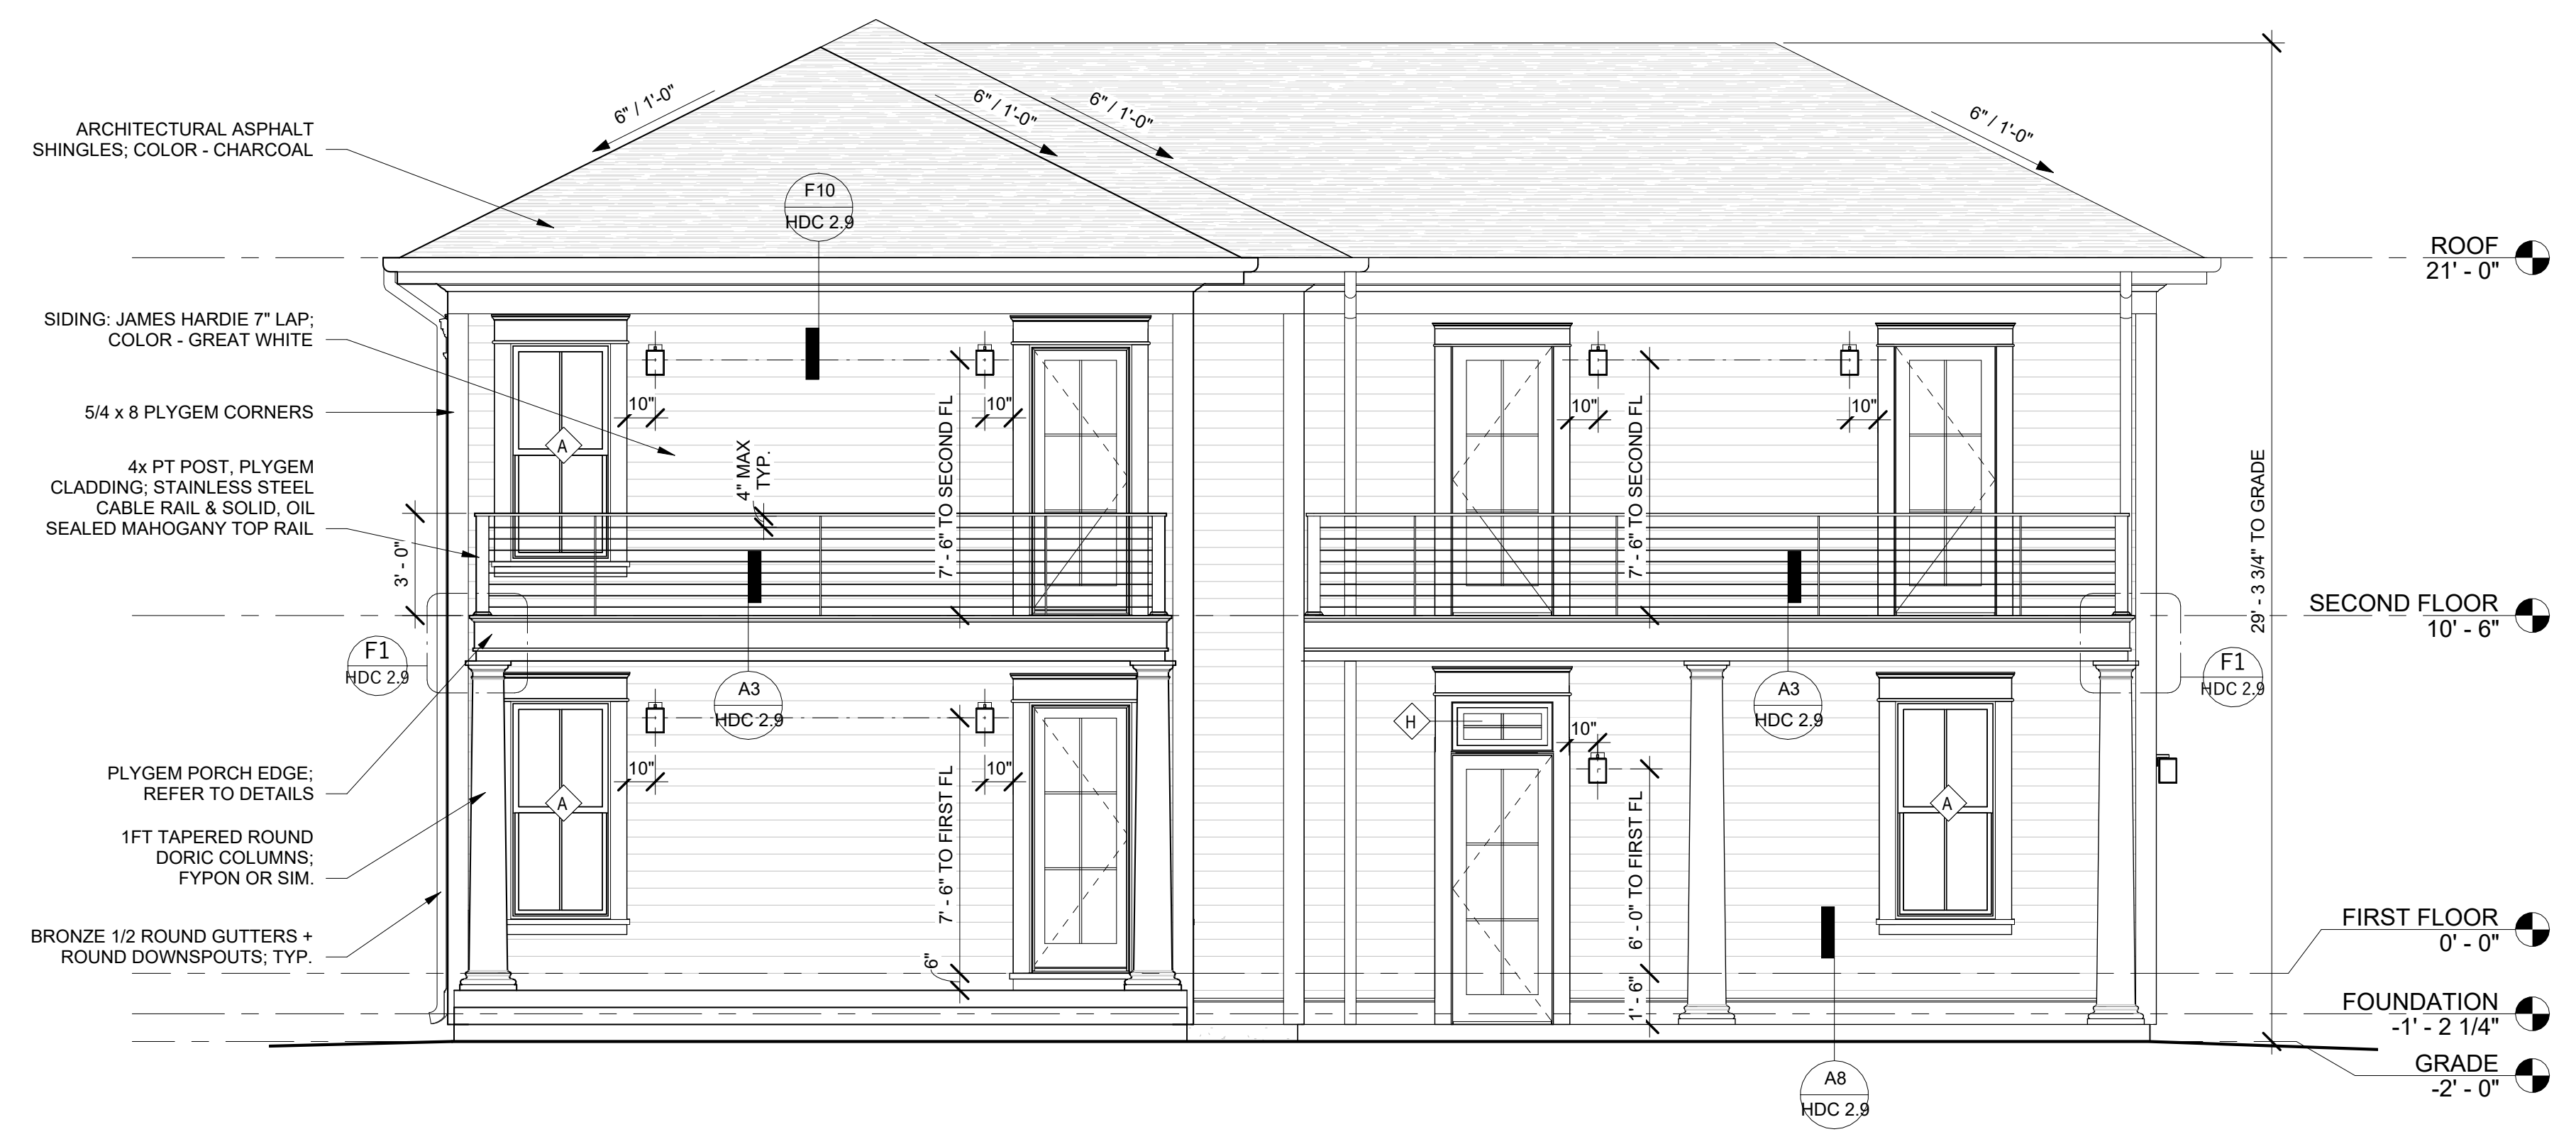 6" / 1'-0"
6" / 1'-0"
6" / 1'-0"
6" / 1'-0"
ARCHITECTURAL ASPHALT
SHINGLES; COLOR - CHARCOAL
F10
HDC 2.9
ROOF
21' - 0"
SIDING: JAMES HARDIE 7" LAP;
COLOR - GREAT WHITE
5/4 x 8 PLYGEM CORNERS
4x PT POST, PLYGEM
CLADDING; STAINLESS STEEL
CABLE RAIL & SOLID, OIL
SEALED MAHOGANY TOP RAIL
3' - 0"
10"
10"
10"
10"
A
4" MAX
TYP.
7' - 6" TO SECOND FL
7' - 6" TO SECOND FL
29' - 3 3/4" TO GRADE
SECOND FLOOR
10' - 6"
F1
HDC 2.9
A3
HDC 2.9
A3
HDC 2.9
F1
HDC 2.9
H
10"
PLYGEM PORCH EDGE;
REFER TO DETAILS
10"
10"
A
A
1FT TAPERED ROUND
DORIC COLUMNS;
FYPON OR SIM.
7' - 6" TO FIRST FL
6' - 0" TO FIRST FL
BRONZE 1/2 ROUND GUTTERS +
ROUND DOWNSPOUTS; TYP.
6"
1' - 6"
FIRST FLOOR
0' - 0"
FOUNDATION
-1' - 2 1/4"
GRADE
-2' - 0"
A8
HDC 2.9